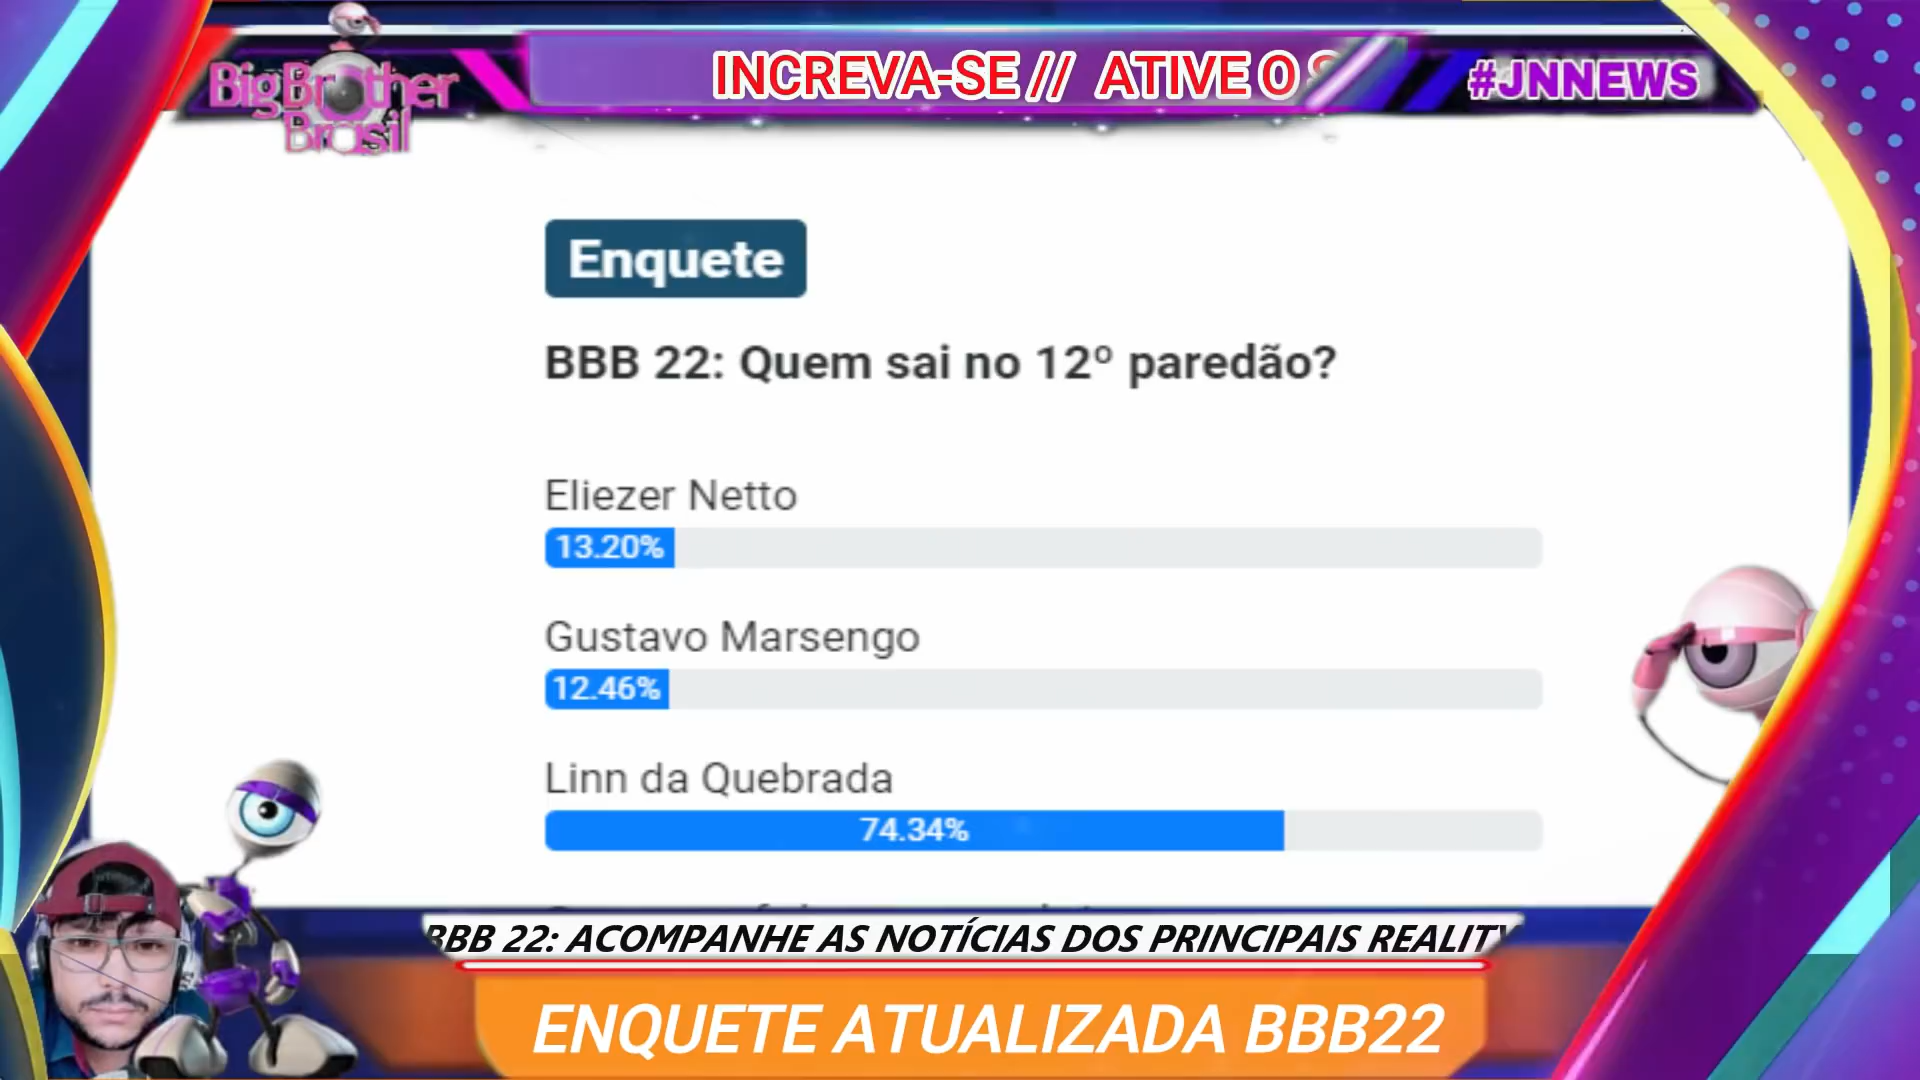 Big Brother
Brasil
INCREVA-SE // ATIVE O
#JNNEWS
Enquete
BBB 22: Quem sai no 12º paredão?
Eliezer Netto
13.20%
Gustavo Marsengo
12.46%
Linn da Quebrada
74.34%
BBB 22: ACOMPANHE AS NOTÍCIAS DOS PRINCIPAIS REALITY
ENQUETE ATUALIZADA BBB22